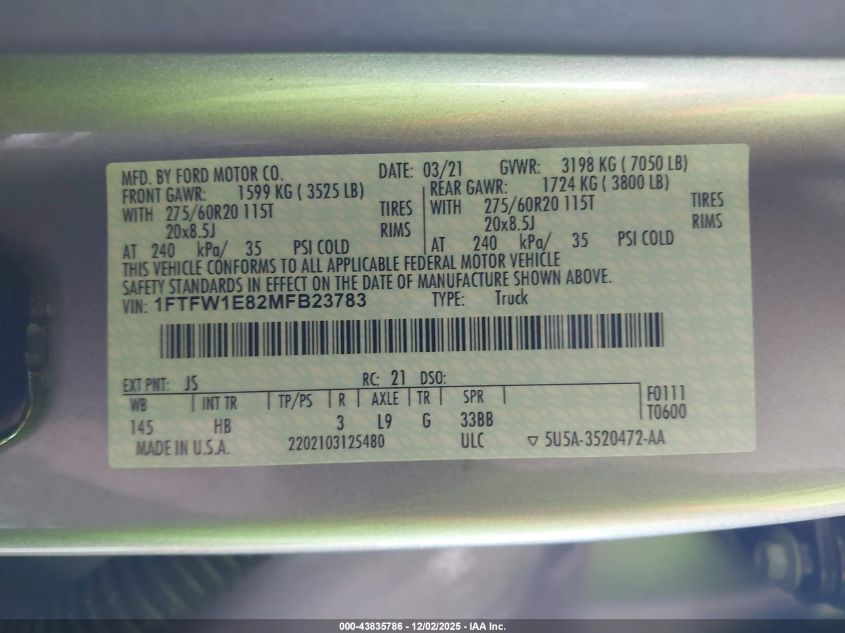 MFD. BY FORD MOTOR CO. DATE: 03/21 GVWR: 3198 KG ( 7050 LB)
FRONT GAWR: 1599 KG ( 3525 LB) REAR GAWR: 1724 KG ( 3800 LB)
WITH 275/60R20 115T TIRES WITH 275/60R20 115T TIRES
20x8.5J RIMS 20x8.5J RIMS
AT 240 kPa/ 35 PSI COLD AT 240 kPa/ 35 PSI COLD
THIS VEHICLE CONFORMS TO ALL APPLICABLE FEDERAL MOTOR VEHICLE
SAFETY STANDARDS IN EFFECT ON THE DATE OF MANUFACTURE SHOWN ABOVE.
VIN: 1FTFW1E82MFB23783 TYPE: Truck
EXT PNT: JS RC: 21 DSO:
WB INT TR TP/PS R AXLE TR SPR F0111
145 HB 3 L9 G 33BB T0600
MADE IN U.S.A. 2202103125480 ULC ▽ 5U5A-3520472-AA
000-43835786 - 12/02/2025 - IAA Inc.